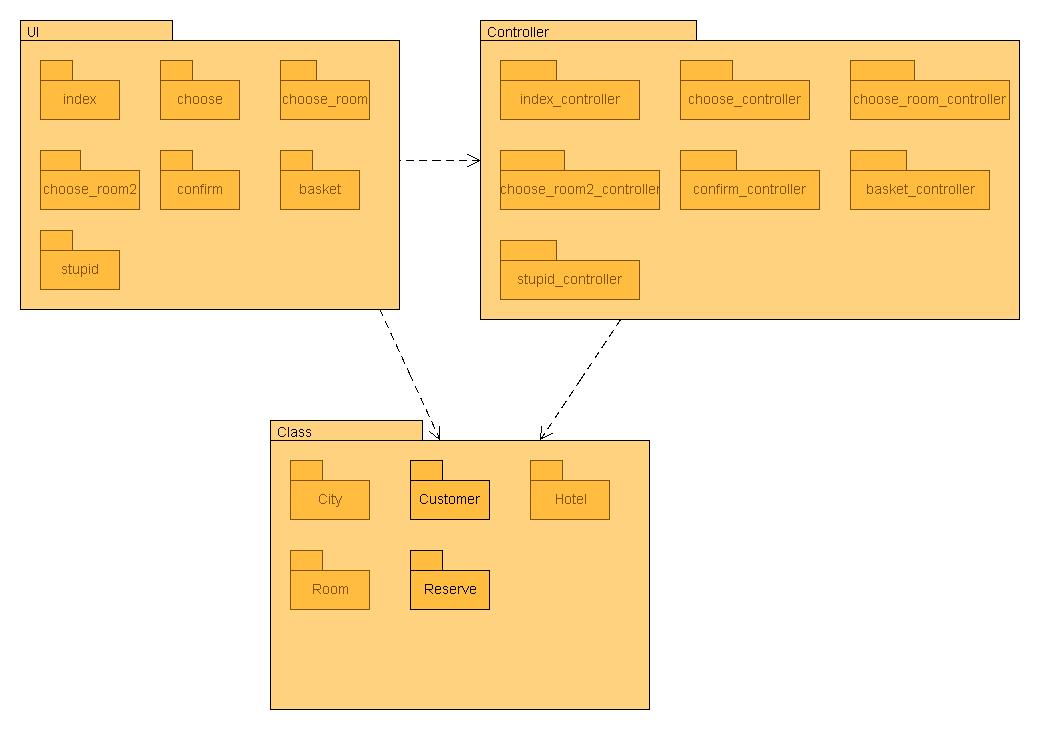 UI
index
choose
choose_room
choose_room2
confirm
basket
stupid
Controller
index_controller
choose_controller
choose_room_controller
choose_room2_controller
confirm_controller
basket_controller
stupid_controller
Class
City
Customer
Hotel
Room
Reserve